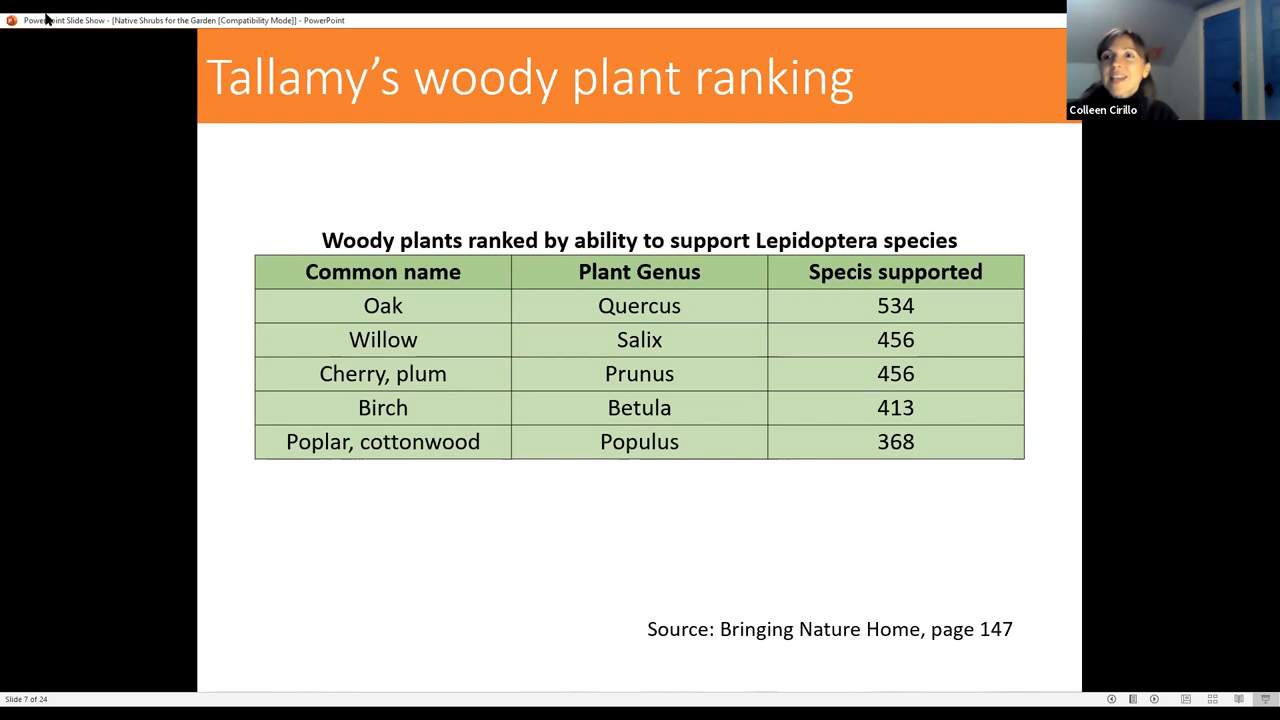 PowerPoint Slide Show - [Native Shrubs for the Garden [Compatibility Mode]] - PowerPoint
Tallamy's woody plant ranking
Colleen Cirillo
Woody plants ranked by ability to support Lepidoptera species
Common name Plant Genus Specis supported
Oak Quercus 534
Willow Salix 456
Cherry, plum Prunus 456
Birch Betula 413
Poplar, cottonwood Populus 368
Source: Bringing Nature Home, page 147
Slide 7 of 24